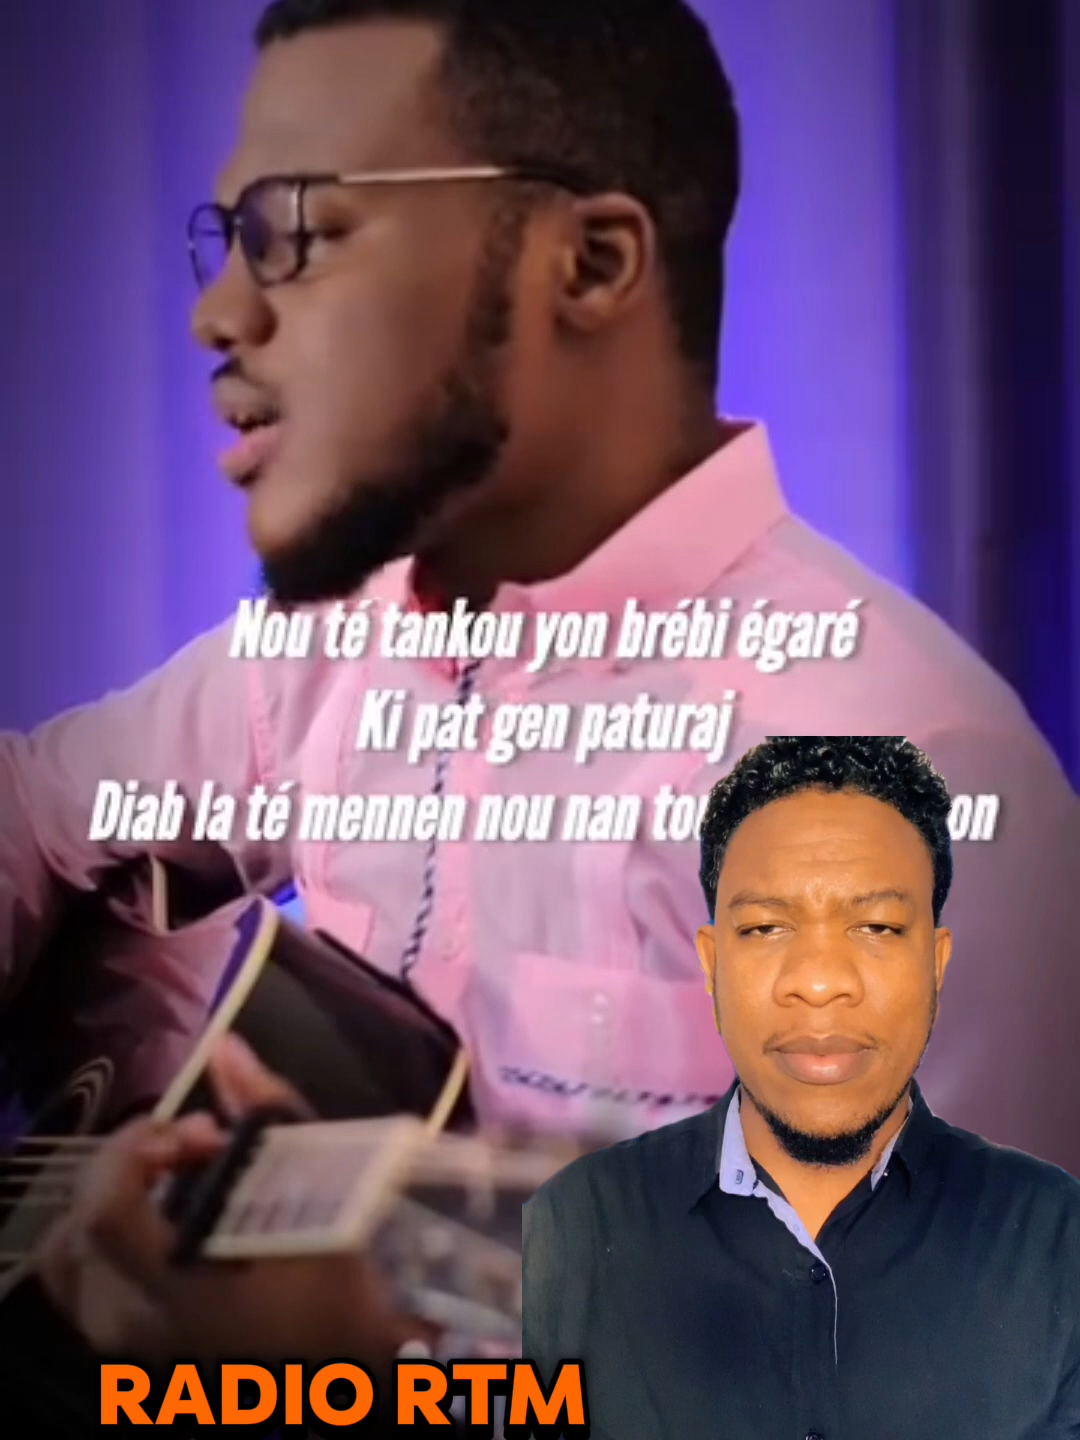 Nou té tankou yon brébi égaré
Ki pat gen paturaj
Diab la té mennen nou nan
RADIO RTM